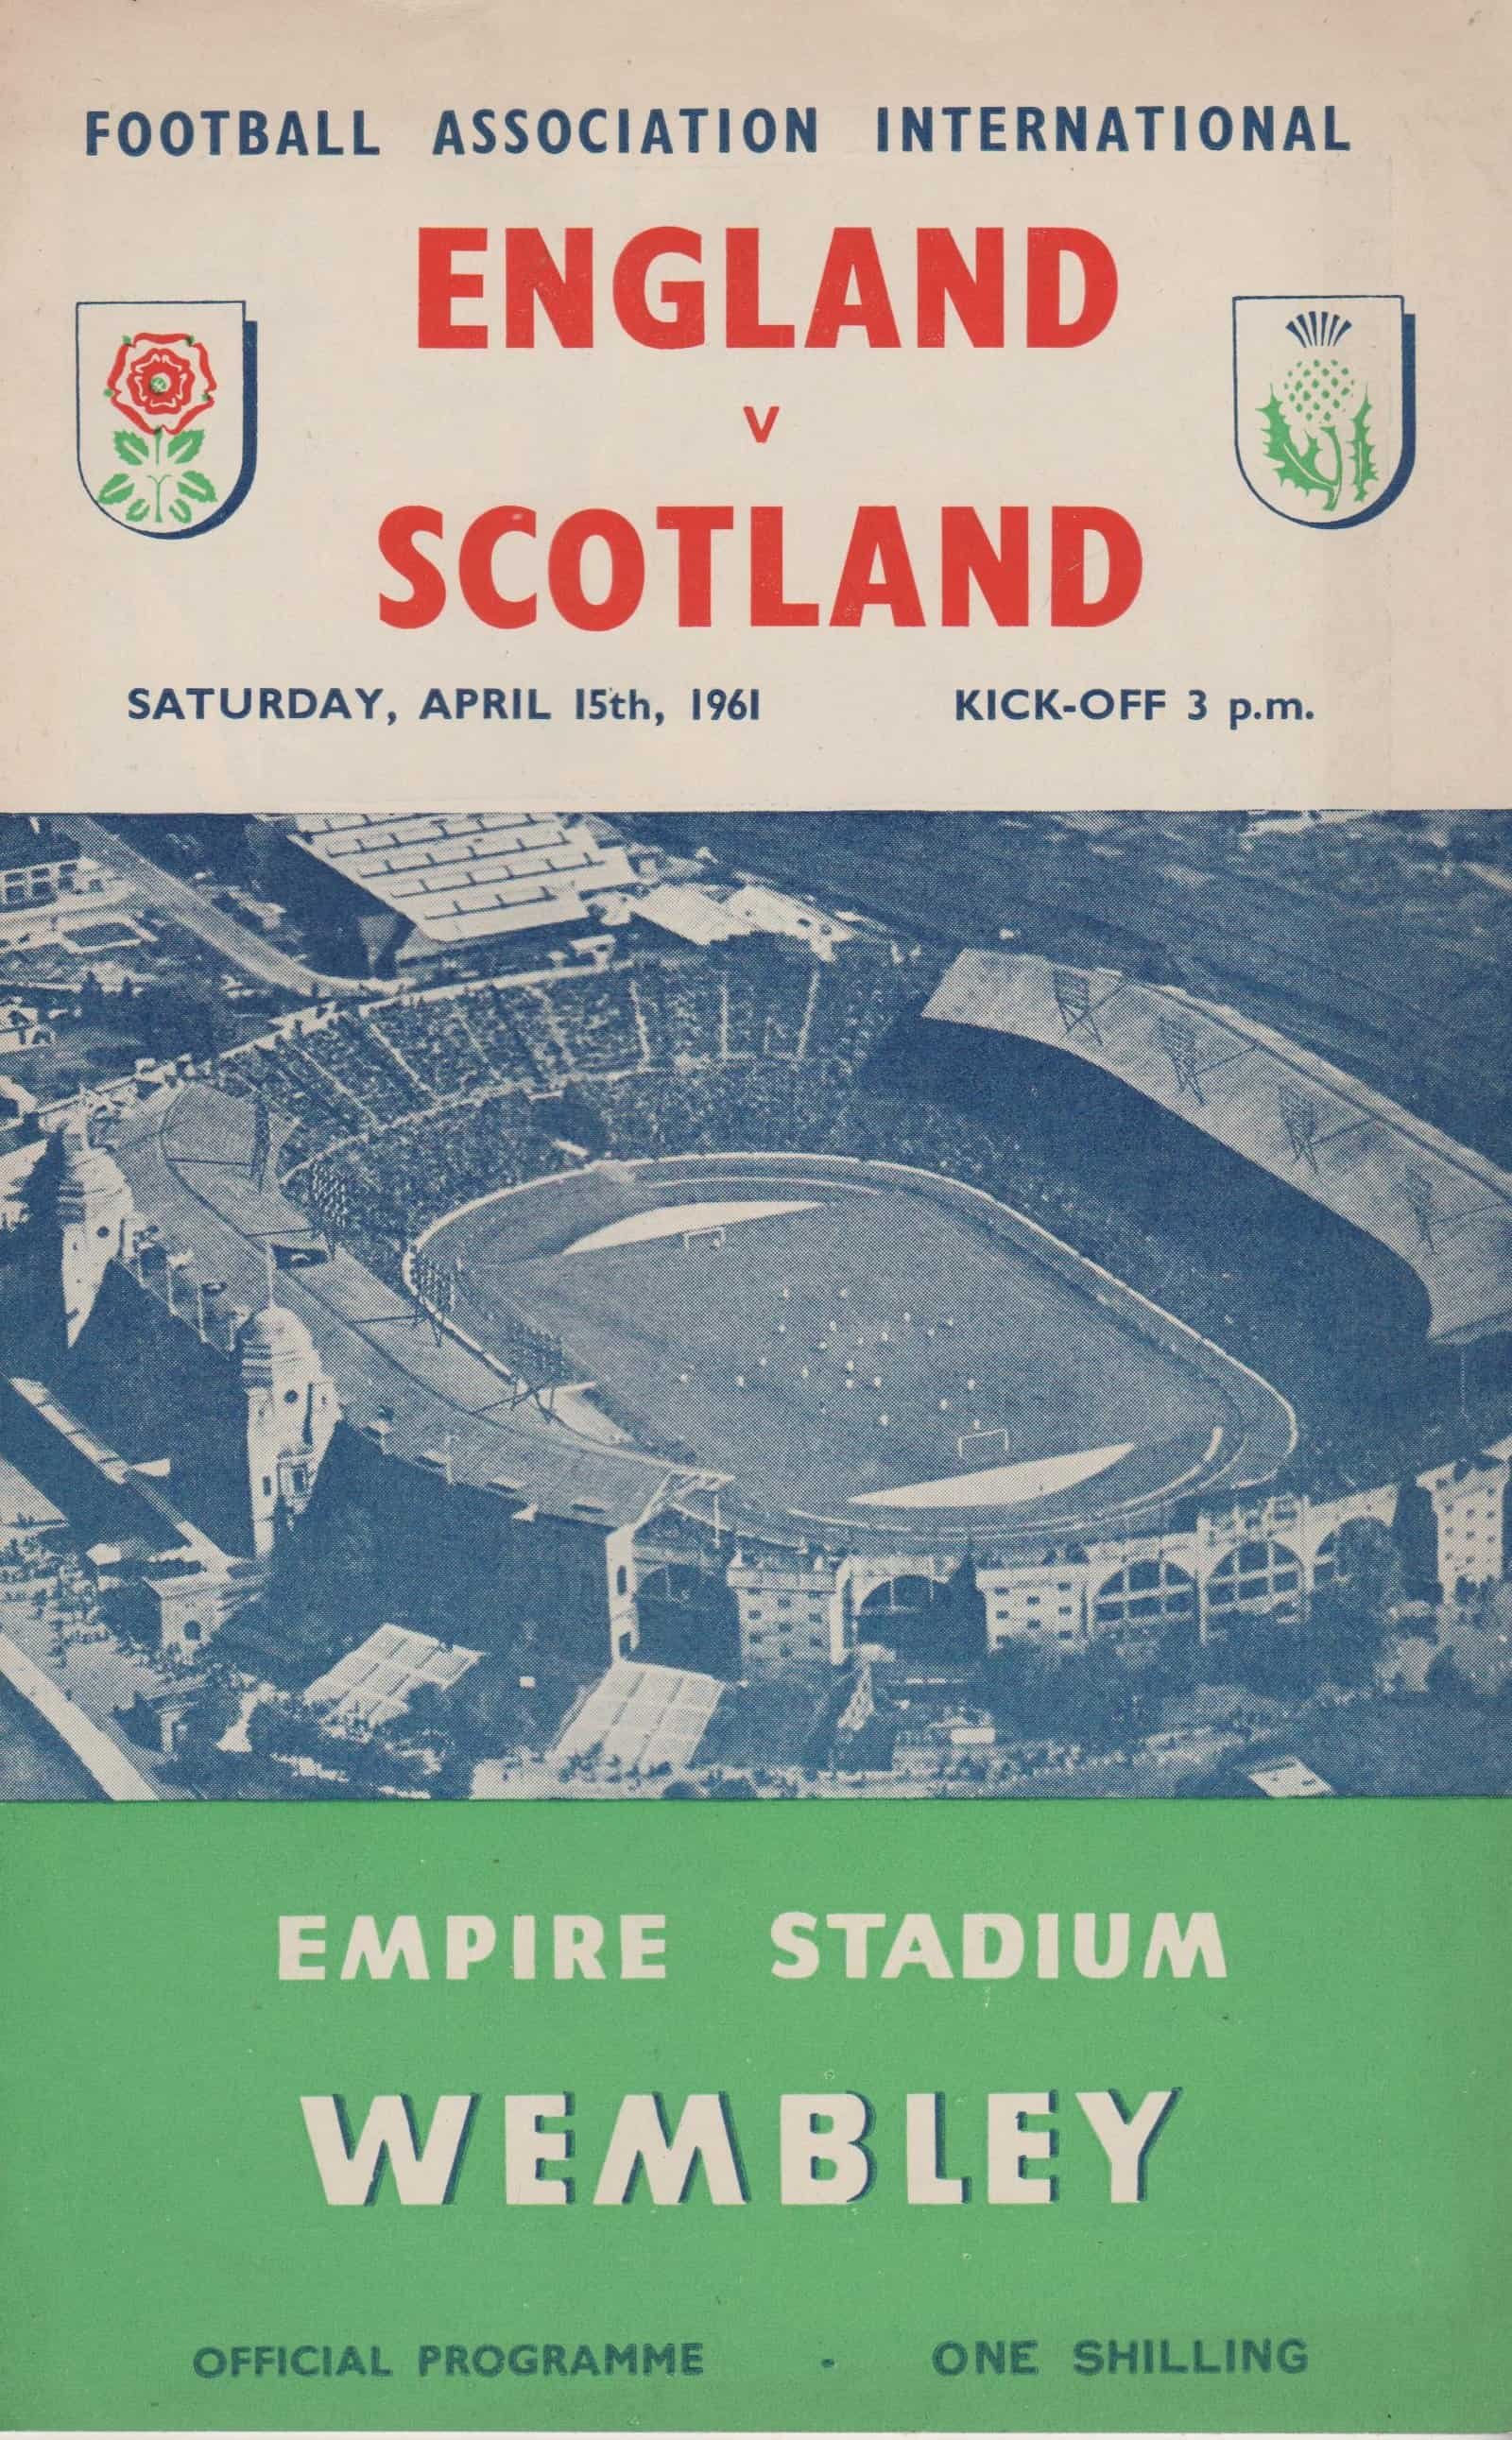 FOOTBALL ASSOCIATION INTERNATIONAL
ENGLAND
v
SCOTLAND
SATURDAY, APRIL 15th, 1961 KICK-OFF 3 p.m.
EMPIRE STADIUM
WEMBLEY
OFFICIAL PROGRAMME - ONE SHILLING